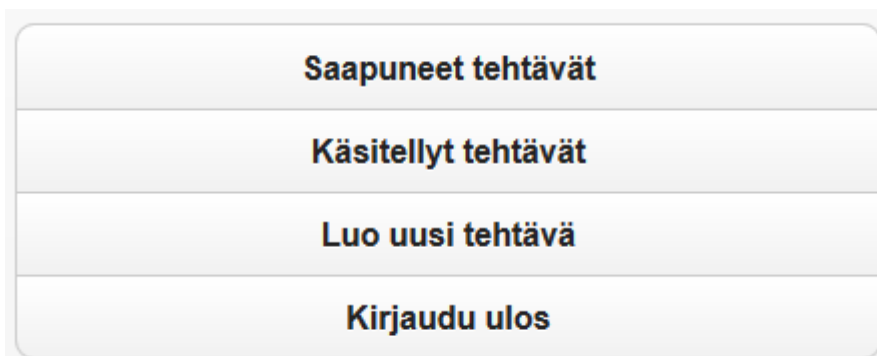 Saapuneet tehtävät
Käsitellyt tehtävät
Luo uusi tehtävä
Kirjaudu ulos